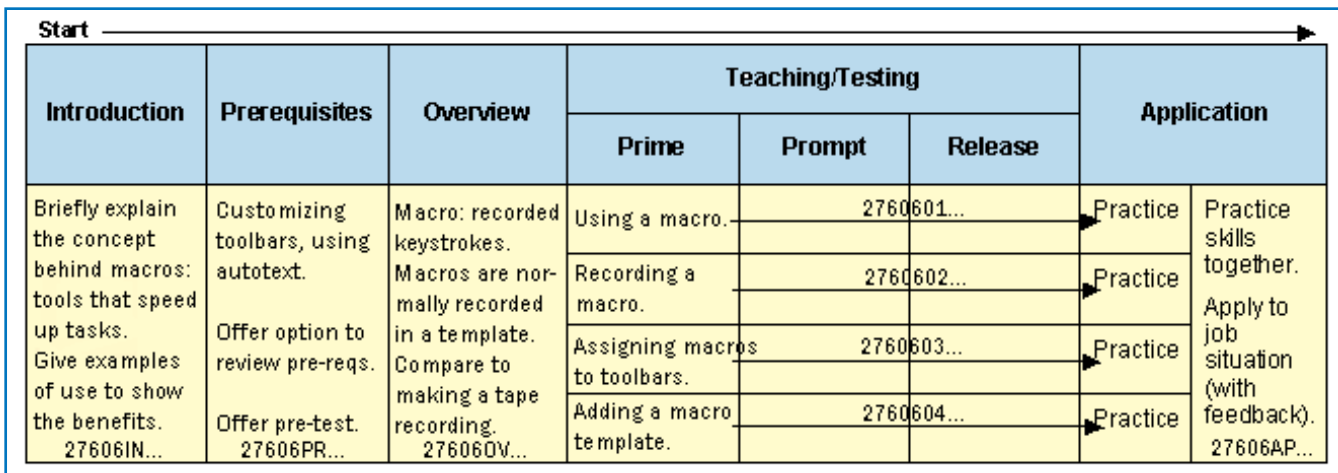 Start
Introduction
Prerequisites
Overview
Teaching/Testing
Prime
Prompt
Release
Application
Briefly explain
the concept
behind macros:
tools that speed
up tasks.
Give examples
of use to show
the benefits.
27606IN...
Customizing
toolbars, using
autotext.
Offer option to
review pre-reqs.
Offer pre-test.
27606PR...
Macro: recorded
keystrokes.
Macros are nor-
mally recorded
in a template.
Compare to
making a tape
recording.
27606OV...
Using a macro.
2760601...
Practice
Recording a
macro.
2760602...
Practice
Assigning macros
to toolbars.
2760603...
Practice
Adding a macro
template.
2760604...
Practice
Practice
skills
together.
Apply to
job
situation
(with
feedback).
27606AP...